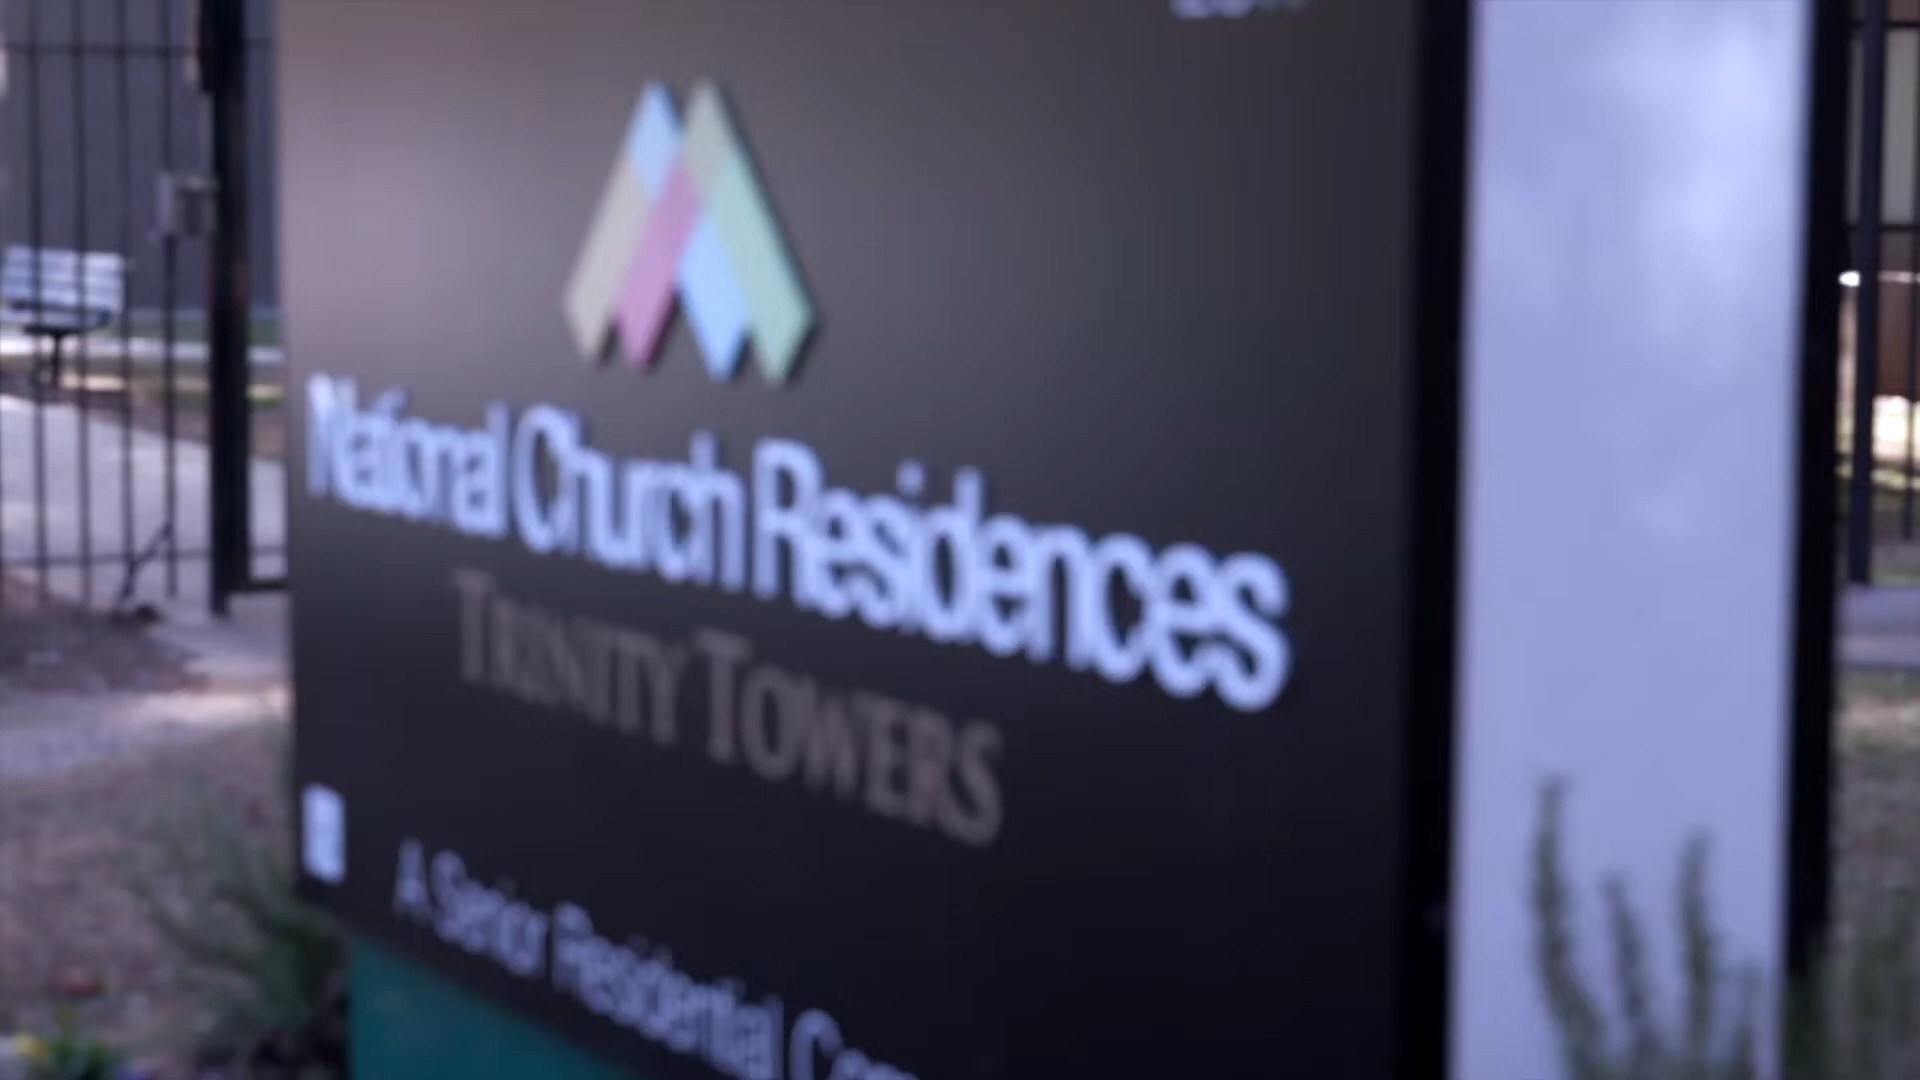 National Church Residences
TRINITY TOWERS
A Senior Residential